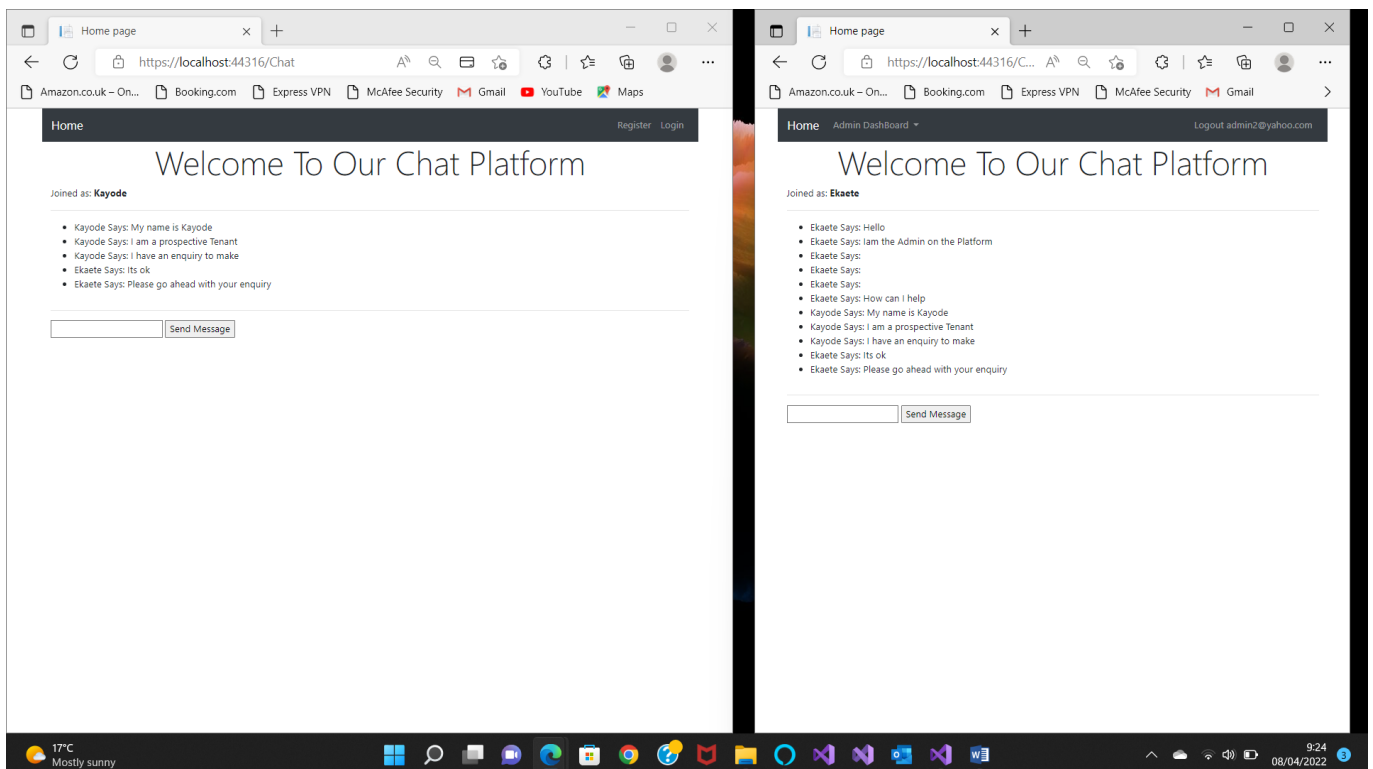 Home page
https://localhost:44316/Chat
Amazon.co.uk – On... Booking.com Express VPN McAfee Security Gmail YouTube Maps
Home Register Login
Welcome To Our Chat Platform
Joined as: Kayode
Kayode Says: My name is Kayode
Kayode Says: I am a prospective Tenant
Kayode Says: I have an enquiry to make
Ekaete Says: Its ok
Ekaete Says: Please go ahead with your enquiry
Send Message
Home page
https://localhost:44316/C...
Amazon.co.uk – On... Booking.com Express VPN McAfee Security Gmail
Home Admin DashBoard Logout admin2@yahoo.com
Welcome To Our Chat Platform
Joined as: Ekaete
Ekaete Says: Hello
Ekaete Says: Iam the Admin on the Platform
Ekaete Says:
Ekaete Says:
Ekaete Says:
Ekaete Says: How can I help
Kayode Says: My name is Kayode
Kayode Says: I am a prospective Tenant
Kayode Says: I have an enquiry to make
Ekaete Says: Its ok
Ekaete Says: Please go ahead with your enquiry
Send Message
17°C
Mostly sunny
9:24
08/04/2022
3